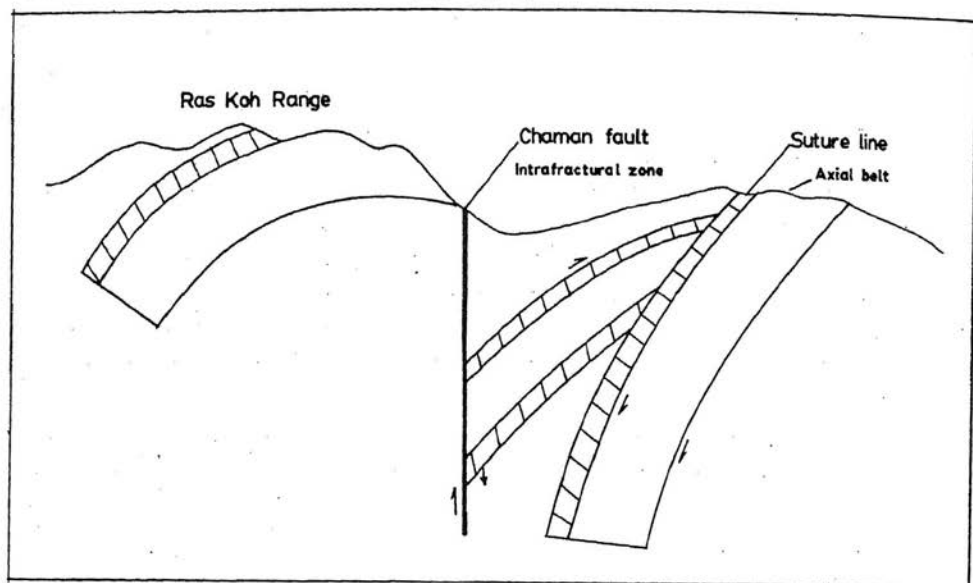 Ras Koh Range
Chaman fault
Intrafractural zone
Suture line
Axial belt